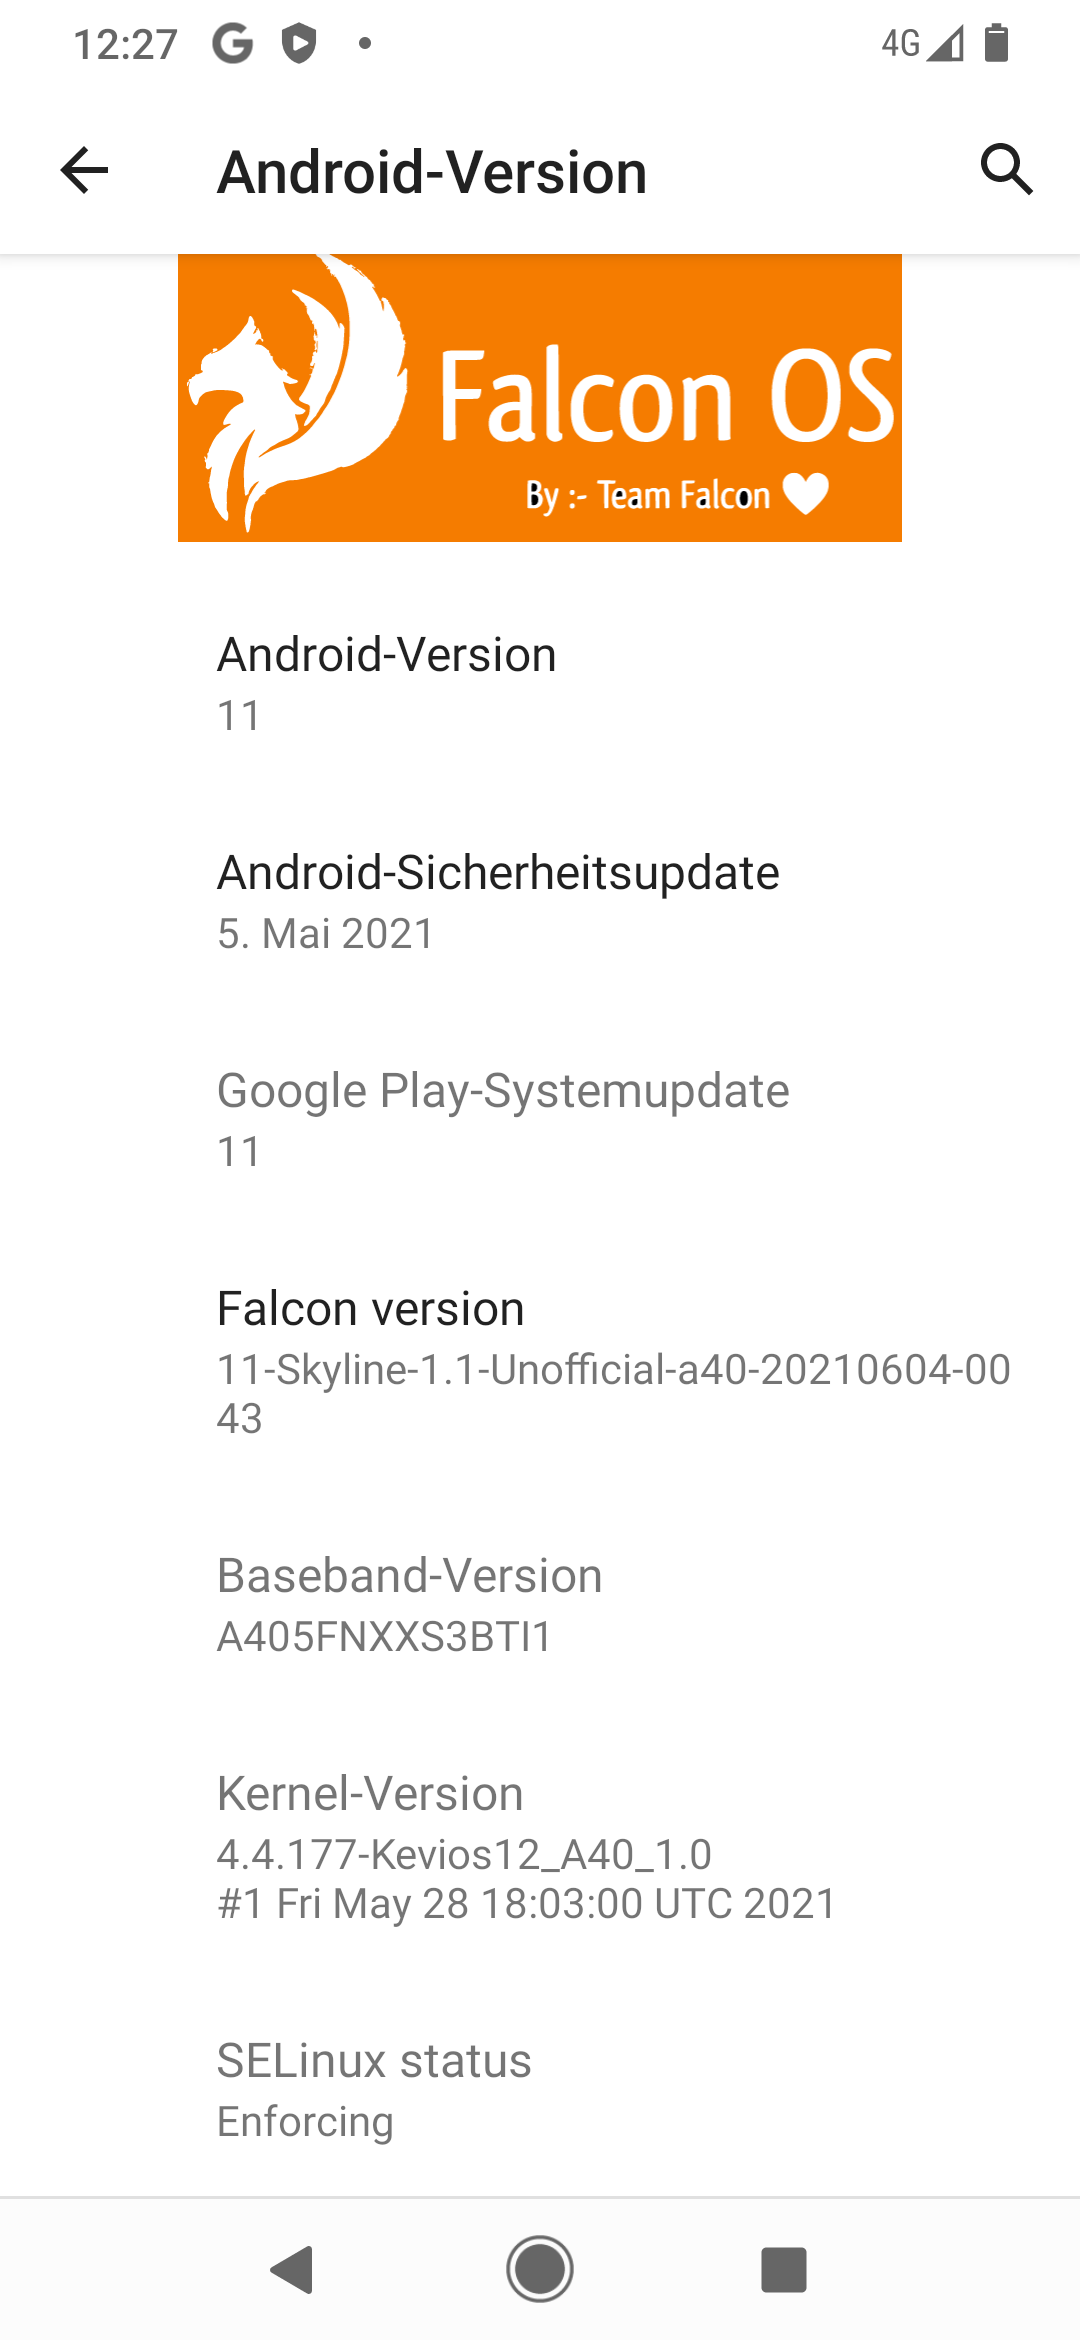 12:27
4G
Android-Version
Falcon OS
By :- Team Falcon
Android-Version
11
Android-Sicherheitsupdate
5. Mai 2021
Google Play-Systemupdate
11
Falcon version
11-Skyline-1.1-Unofficial-a40-20210604-00
43
Baseband-Version
A405FNXXS3BTI1
Kernel-Version
4.4.177-Kevios12_A40_1.0
#1 Fri May 28 18:03:00 UTC 2021
SELinux status
Enforcing